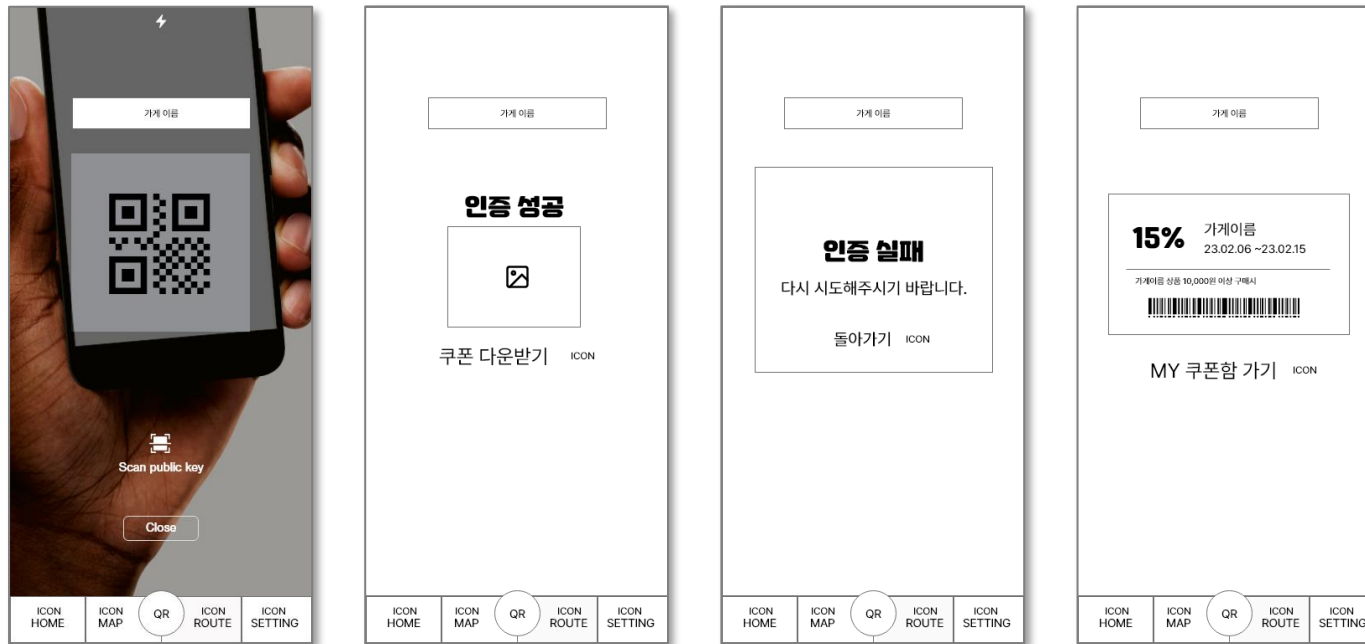 가게 이름
Scan public key
Close
ICON
HOME
ICON
MAP
QR
ICON
ROUTE
ICON
SETTING
가게 이름
인증 성공
쿠폰 다운받기 ICON
ICON
HOME
ICON
MAP
QR
ICON
ROUTE
ICON
SETTING
가게 이름
인증 실패
다시 시도해주시기 바랍니다.
돌아가기 ICON
ICON
HOME
ICON
MAP
QR
ICON
ROUTE
ICON
SETTING
가게 이름
15% 가게이름
23.02.06 ~23.02.15
가게이름 상품 10,000원 이상 구매시
MY 쿠폰함 가기 ICON
ICON
HOME
ICON
MAP
QR
ICON
ROUTE
ICON
SETTING